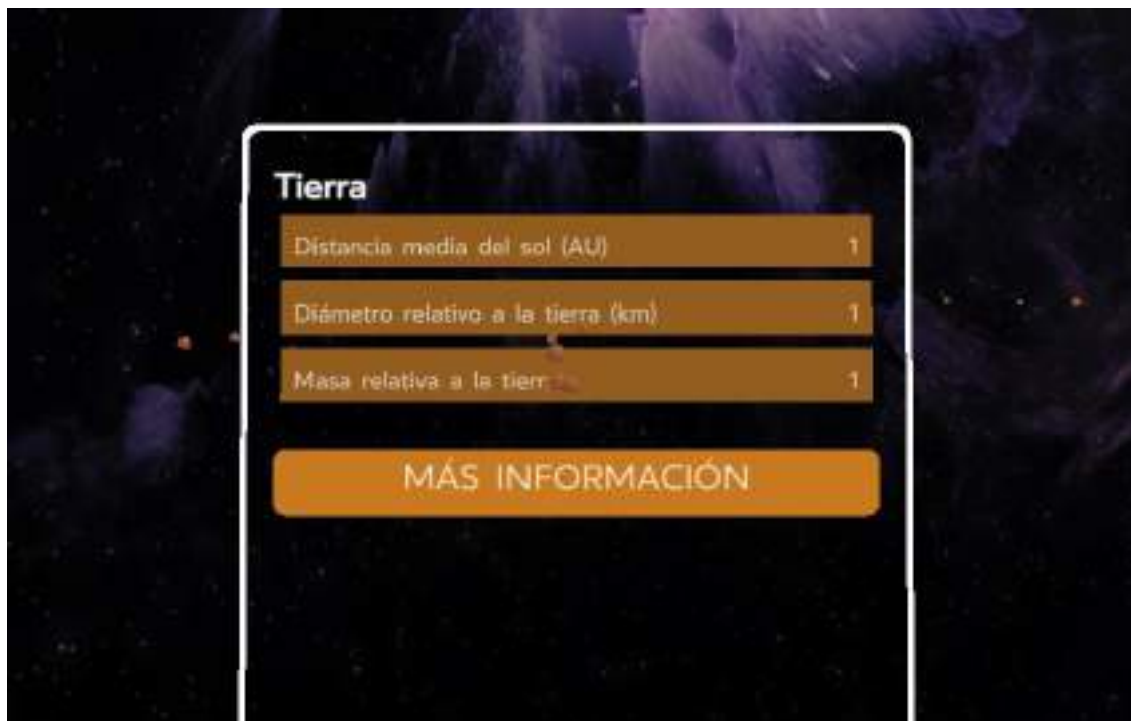 Tierra
Distancia media del sol (AU) 1
Diámetro relativo a la tierra (km) 1
Masa relativa a la tierr 1
MÁS INFORMACIÓN